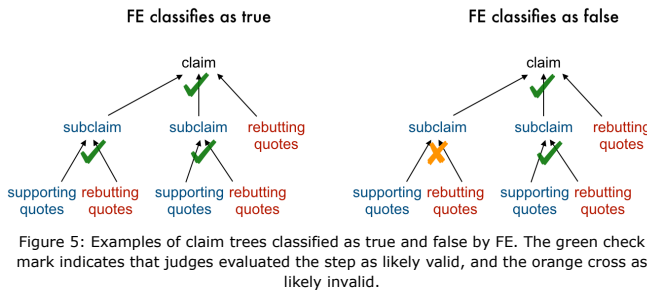 FE classifies as true
FE classifies as false
claim
claim
subclaim
subclaim
rebutting
quotes
subclaim
subclaim
rebutting
quotes
supporting
quotes
rebutting
quotes
supporting
quotes
rebutting
quotes
supporting
quotes
rebutting
quotes
supporting
quotes
rebutting
quotes
Figure 5: Examples of claim trees classified as true and false by FE. The green check
mark indicates that judges evaluated the step as likely valid, and the orange cross as
likely invalid.